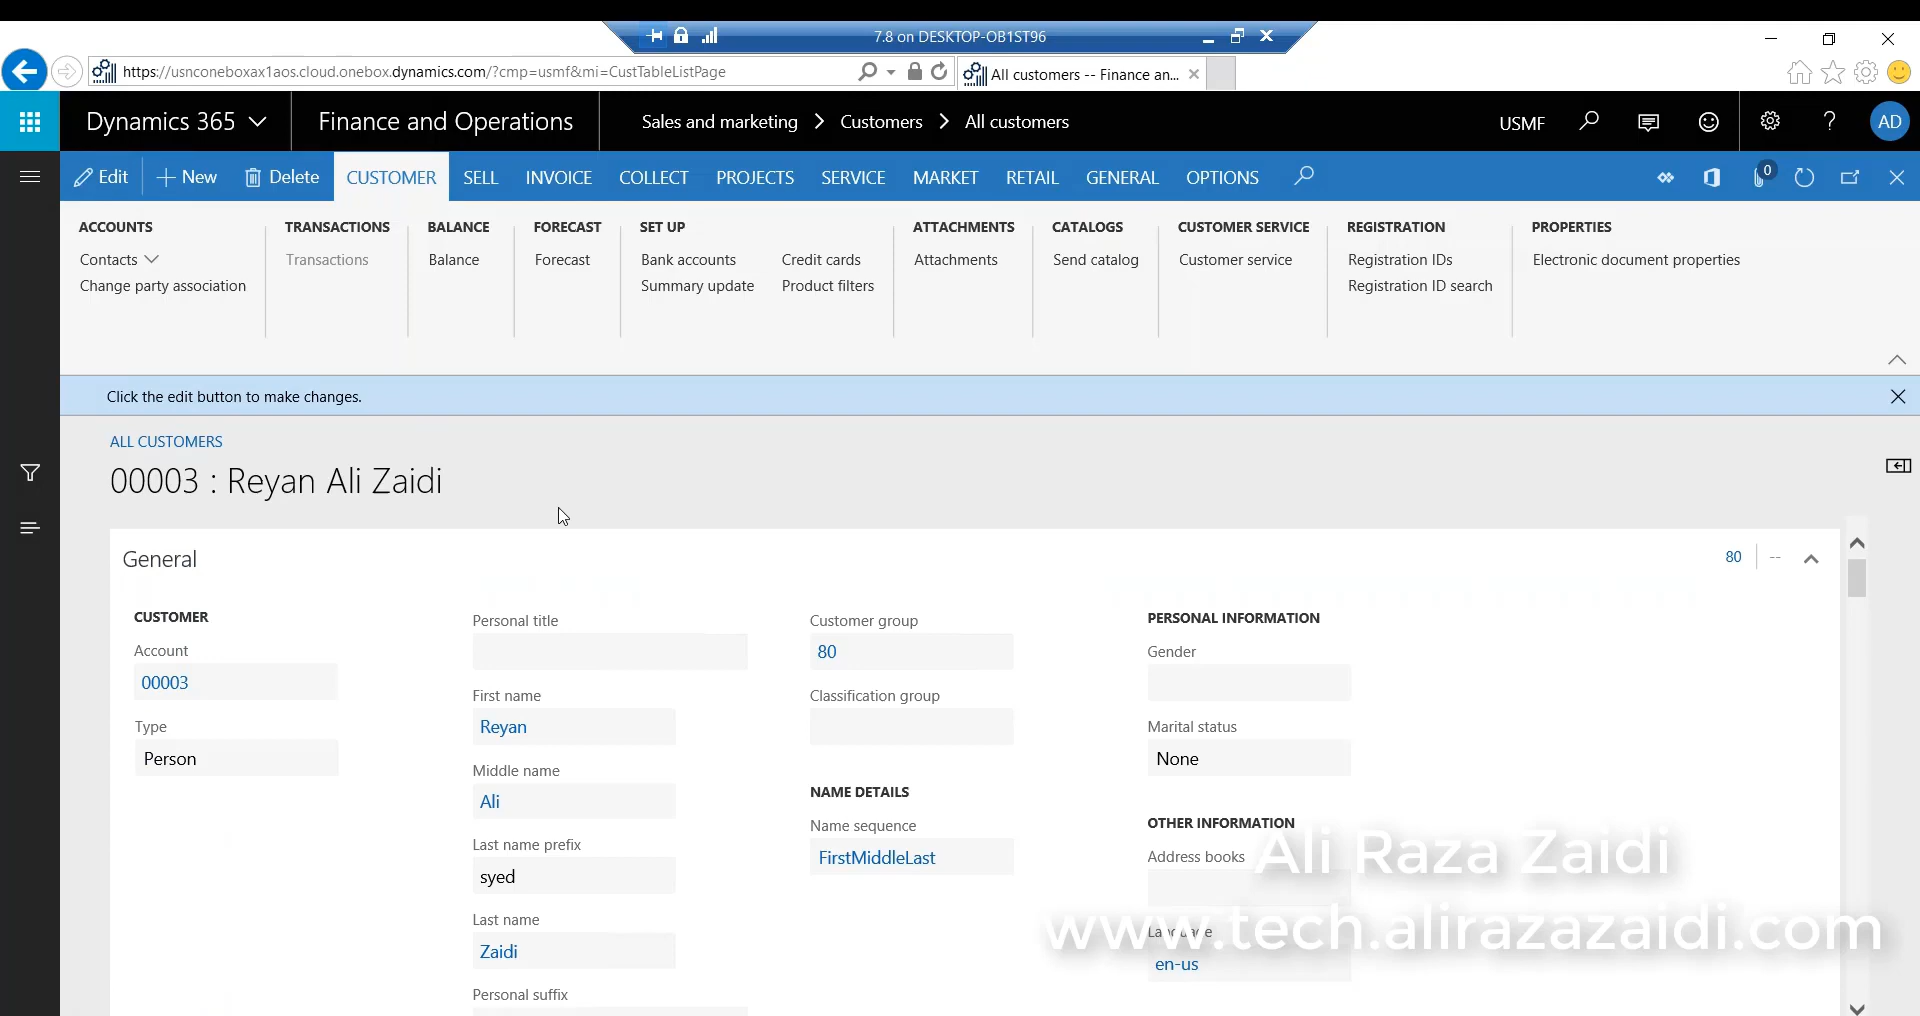 7.8 on DESKTOP-OB1ST96
https://usnconeboxax1aos.cloud.onebox.dynamics.com/?cmp=usmf&mi=CustTableListPage
All customers -- Finance an...
Dynamics 365
Finance and Operations
Sales and marketing > Customers > All customers
USMF
?
AD
Edit
New
Delete
CUSTOMER
SELL
INVOICE
COLLECT
PROJECTS
SERVICE
MARKET
RETAIL
GENERAL
OPTIONS
0
ACCOUNTS
Contacts
Change party association
TRANSACTIONS
Transactions
BALANCE
Balance
FORECAST
Forecast
SET UP
Bank accounts
Summary update
Credit cards
Product filters
ATTACHMENTS
Attachments
CATALOGS
Send catalog
CUSTOMER SERVICE
Customer service
REGISTRATION
Registration IDs
Registration ID search
PROPERTIES
Electronic document properties
Click the edit button to make changes.
ALL CUSTOMERS
00003 : Reyan Ali Zaidi
General
80
--
CUSTOMER
Account
00003
Type
Person
Personal title
First name
Reyan
Middle name
Ali
Last name prefix
syed
Last name
Zaidi
Personal suffix
Customer group
80
Classification group
NAME DETAILS
Name sequence
FirstMiddleLast
PERSONAL INFORMATION
Gender
Marital status
None
OTHER INFORMATION
Address books
Language
en-us
Ali Raza Zaidi
www.tech.alirazazaidi.com